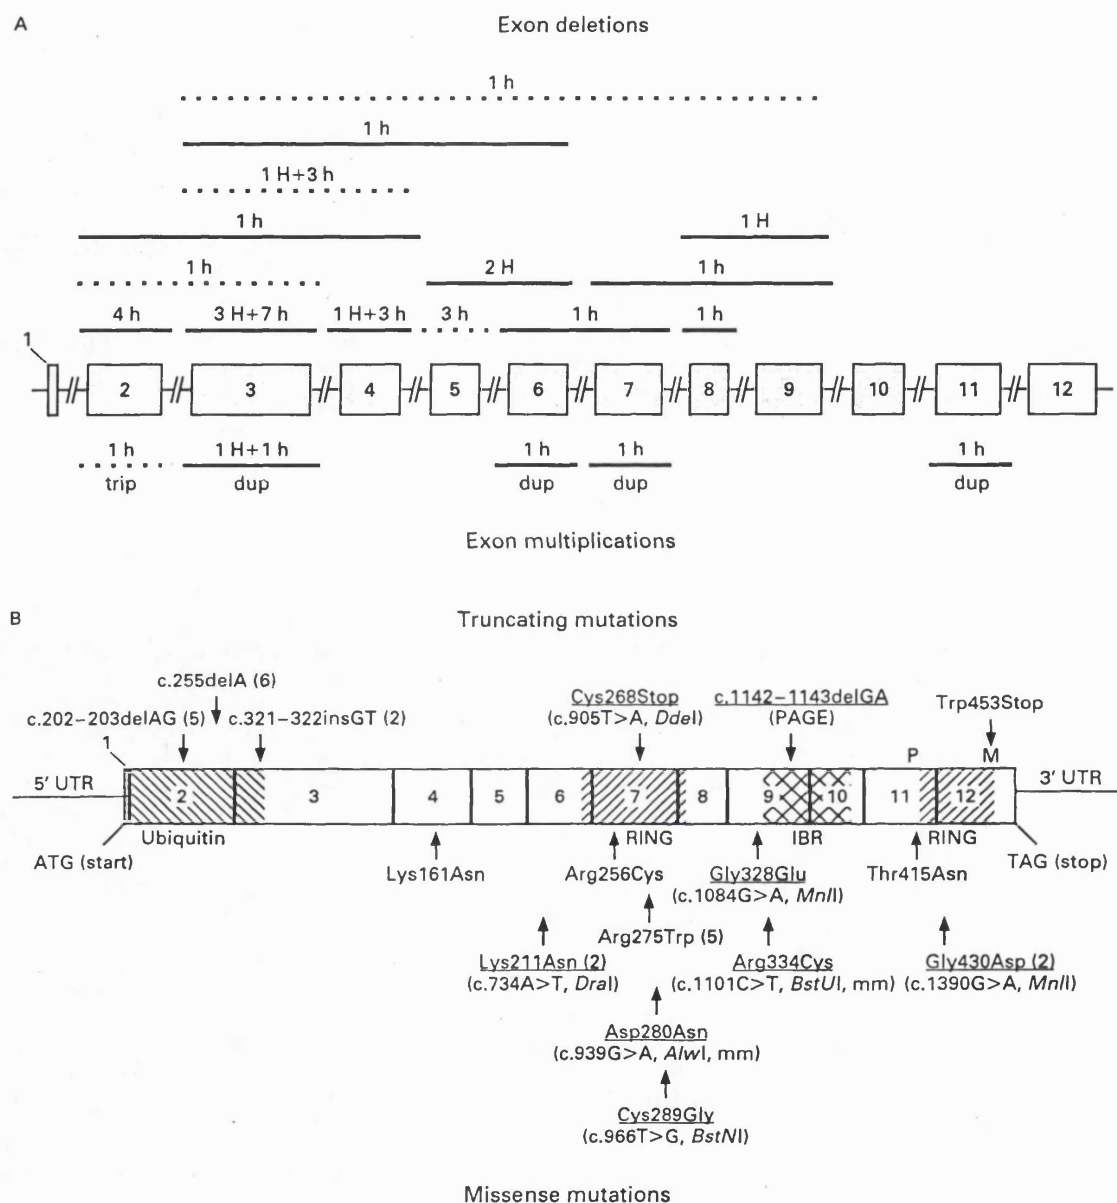 A
Exon deletions
1 h
1 h
1 H+3 h
1 h
1 H
1 h
2 H
1 h
4 h
3 H+7 h
1 H+3 h
3 h
1 h
1 h
1
2
3
4
5
6
7
8
9
10
11
12
1 h
1 H+1 h
1 h
1 h
1 h
trip
dup
dup
dup
dup
Exon multiplications
B
Truncating mutations
c.255delA (6)
c.202–203delAG (5)
c.321–322insGT (2)
Cys268Stop
(c.905T>A, DdeI)
c.1142–1143delGA
(PAGE)
Trp453Stop
1
P
M
5′ UTR
2
3
4
5
6
7
8
9
10
11
12
3′ UTR
Ubiquitin
RING
IBR
RING
ATG (start)
TAG (stop)
Lys161Asn
Arg256Cys
Gly328Glu
(c.1084G>A, MnlI)
Thr415Asn
Arg275Trp (5)
Lys211Asn (2)
(c.734A>T, DraI)
Arg334Cys
(c.1101C>T, BstUI, mm)
Gly430Asp (2)
(c.1390G>A, MnlI)
Asp280Asn
(c.939G>A, AlwI, mm)
Cys289Gly
(c.966T>G, BstNI)
Missense mutations